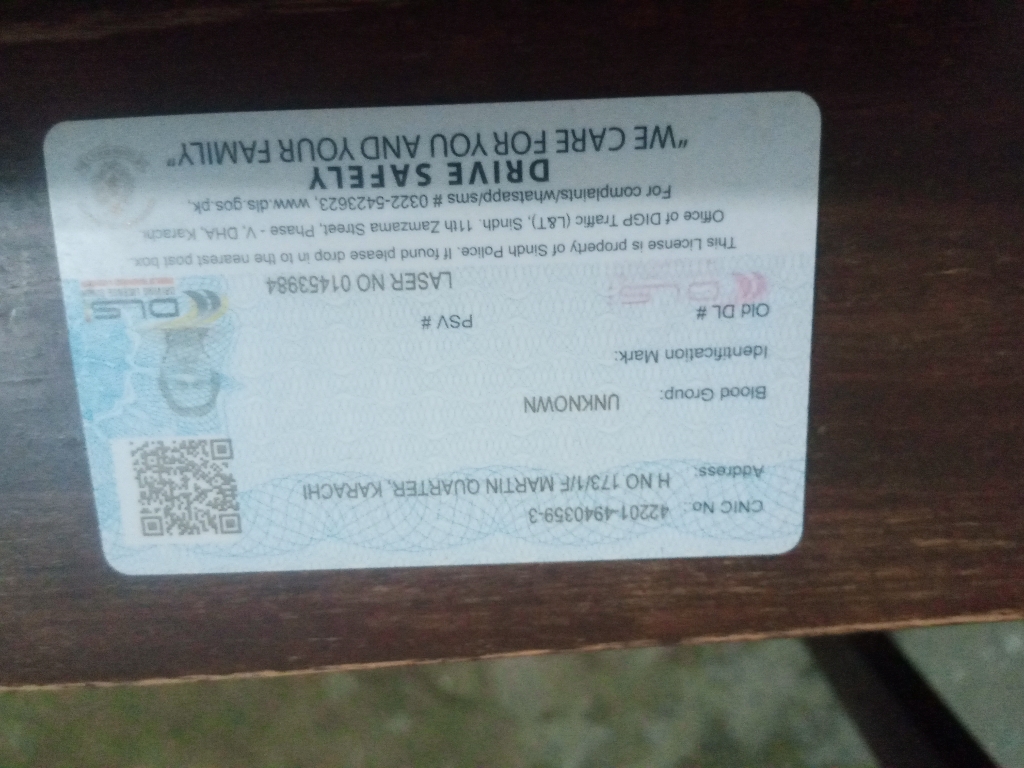 CNIC No: 42201-4940359-3
Address: H NO 173/1/F MARTIN QUARTER, KARACHI
Blood Group: UNKNOWN
Identification Mark:
Old DL # PSV #
DLS LASER NO 01453984 DLS
This License is property of Sindh Police. If found please drop in to the nearest post box
Office of DIGP Traffic (L&T), Sindh. 11th Zamzama Street, Phase - V, DHA, Karachi
For complaints/whatsapp/sms # 0322-5423623, www.dls.gos.pk,
DRIVE SAFELY
"WE CARE FOR YOU AND YOUR FAMILY"